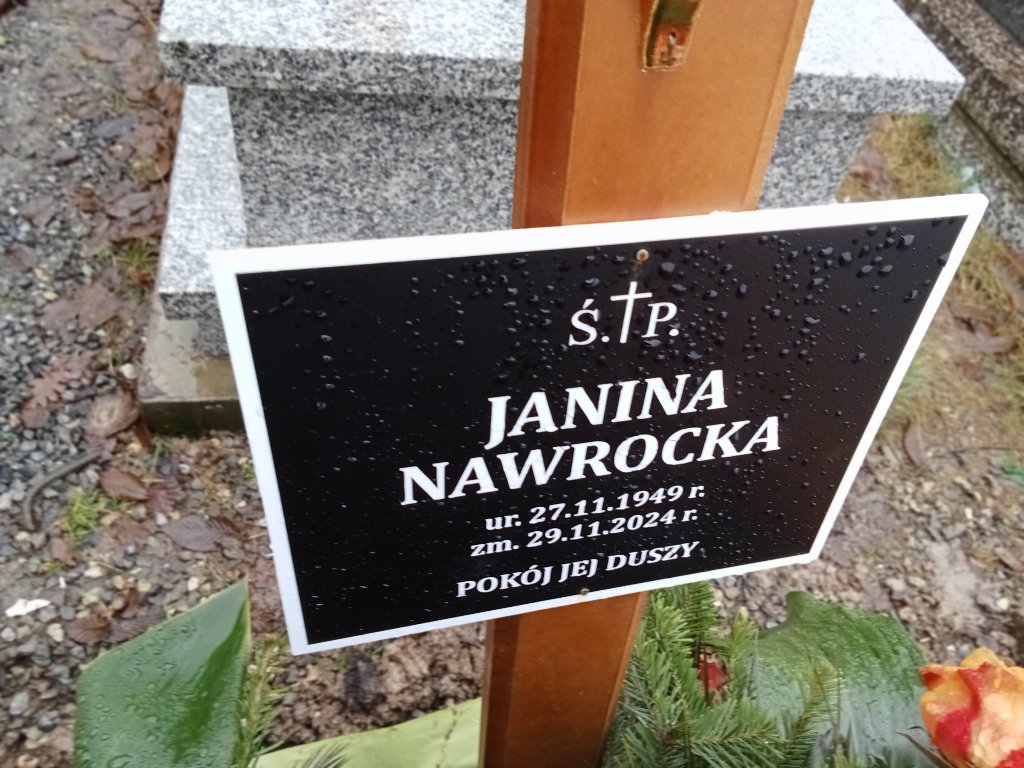 Ś.†P.
JANINA
NAWROCKA
ur. 27.11.1949 r.
zm. 29.11.2024 r.
POKÓJ JEJ DUSZY